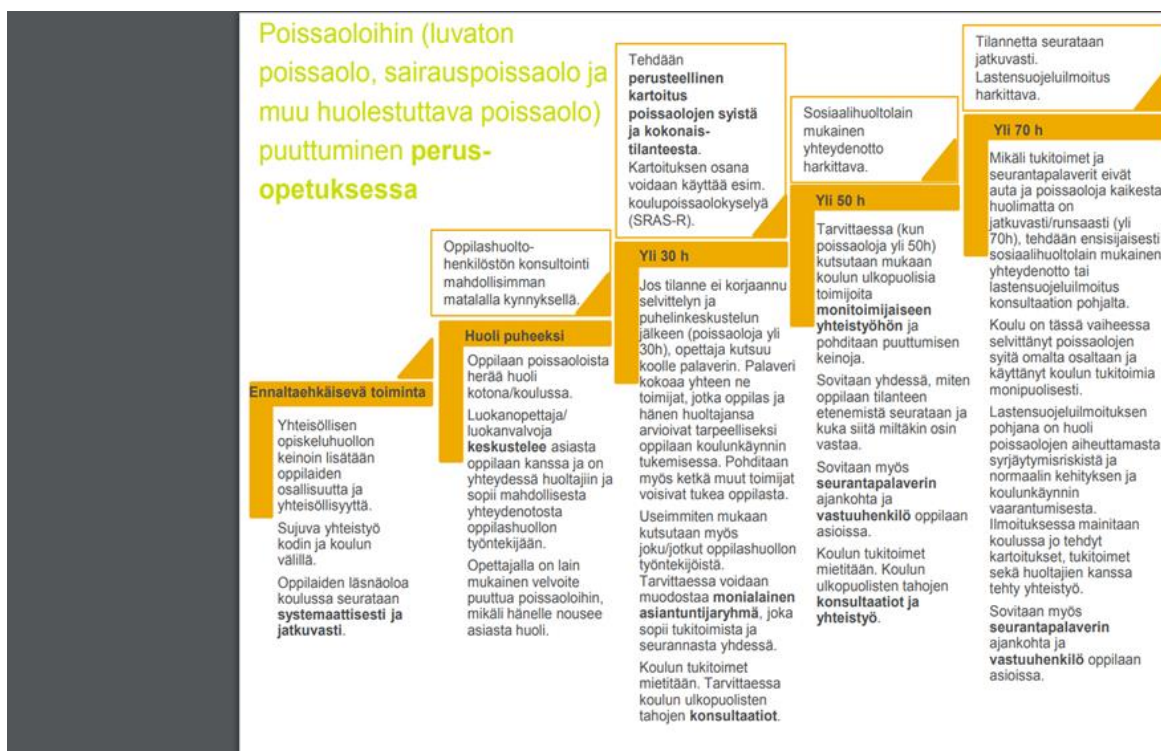 Poissaoloihin (luvaton
poissaolo, sairauspoissaolo ja
muu huolestuttava poissaolo)
puuttuminen perus-
opetuksessa
Ennaltaehkäisevä toiminta
Yhteisöllisen
opiskeluhuollon
keinoin lisätään
oppilaiden
osallisuutta ja
yhteisöllisyyttä.
Sujuva yhteistyö
kodin ja koulun
välillä.
Oppilaiden läsnäoloa
koulussa seurataan
systemaattisesti ja
jatkuvasti.
Oppilashuolto-
henkilöstön konsultointi
mahdollisimman
matalalla kynnyksellä.
Huoli puheeksi
Oppilaan poissaoloista
herää huoli
kotona/koulussa.
Luokanopettaja/
luokanvalvoja
keskustelee asiasta
oppilaan kanssa ja on
yhteydessä huoltajiin ja
sopii mahdollisesta
yhteydenotosta
oppilashuollon
työntekijään.
Opettajalla on lain
mukainen velvoite
puuttua poissaoloihin,
mikäli hänelle nousee
asiasta huoli.
Tehdään
perusteellinen
kartoitus
poissaolojen syistä
ja kokonais-
tilanteesta.
Kartoituksen osana
voidaan käyttää esim.
koulupoissaolokyselyä
(SRAS-R).
Yli 30 h
Jos tilanne ei korjaannu
selvittelyn ja
puhelinkeskustelun
jälkeen (poissaoloja yli
30h), opettaja kutsuu
koolle palaverin. Palaveri
kokoaa yhteen ne
toimijat, jotka oppilas ja
hänen huoltajansa
arvioivat tarpeelliseksi
oppilaan koulunkäynnin
tukemisessa. Pohditaan
myös ketkä muut toimijat
voisivat tukea oppilasta.
Useimmiten mukaan
kutsutaan myös
joku/jotkut oppilashuollon
työntekijöistä.
Tarvittaessa voidaan
muodostaa monialainen
asiantuntijaryhmä, joka
sopii tukitoimista ja
seurannasta yhdessä.
Koulun tukitoimet
mietitään. Tarvittaessa
koulun ulkopuolisten
tahojen konsultaatiot.
Sosiaalihuoltolain
mukainen
yhteydenotto
harkittava.
Yli 50 h
Tarvittaessa (kun
poissaoloja yli 50h)
kutsutaan mukaan
koulun ulkopuolisia
toimijoita
monitoimijaiseen
yhteistyöhön ja
pohditaan puuttumisen
keinoja.
Sovitaan yhdessä, miten
oppilaan tilanteen
etenemistä seurataan ja
kuka siitä miltäkin osin
vastaa.
Sovitaan myös
seurantapalaverin
ajankohta ja
vastuuhenkilö oppilaan
asioissa.
Koulun tukitoimet
mietitään. Koulun
ulkopuolisten tahojen
konsultaatiot ja
yhteistyö.
Tilannetta seurataan
jatkuvasti.
Lastensuojeluilmoitus
harkittava.
Yli 70 h
Mikäli tukitoimet ja
seurantapalaverit eivät
auta ja poissaoloja kaikesta
huolimatta on
jatkuvasti/runsaasti (yli
70h), tehdään ensisijaisesti
sosiaalihuoltolain mukainen
yhteydenotto tai
lastensuojeluilmoitus
konsultaation pohjalta.
Koulu on tässä vaiheessa
selvittänyt poissaolojen
syitä omalta osaltaan ja
käyttänyt koulun tukitoimia
monipuolisesti.
Lastensuojeluilmoituksen
pohjana on huoli
poissaolojen aiheuttamasta
syrjäytymisriskistä ja
normaalin kehityksen ja
koulunkäynnin
vaarantumisesta.
Ilmoituksessa mainitaan
koulussa jo tehdyt
kartoitukset, tukitoimet
sekä huoltajien kanssa
tehty yhteistyö.
Sovitaan myös
seurantapalaverin
ajankohta ja
vastuuhenkilö oppilaan
asioissa.